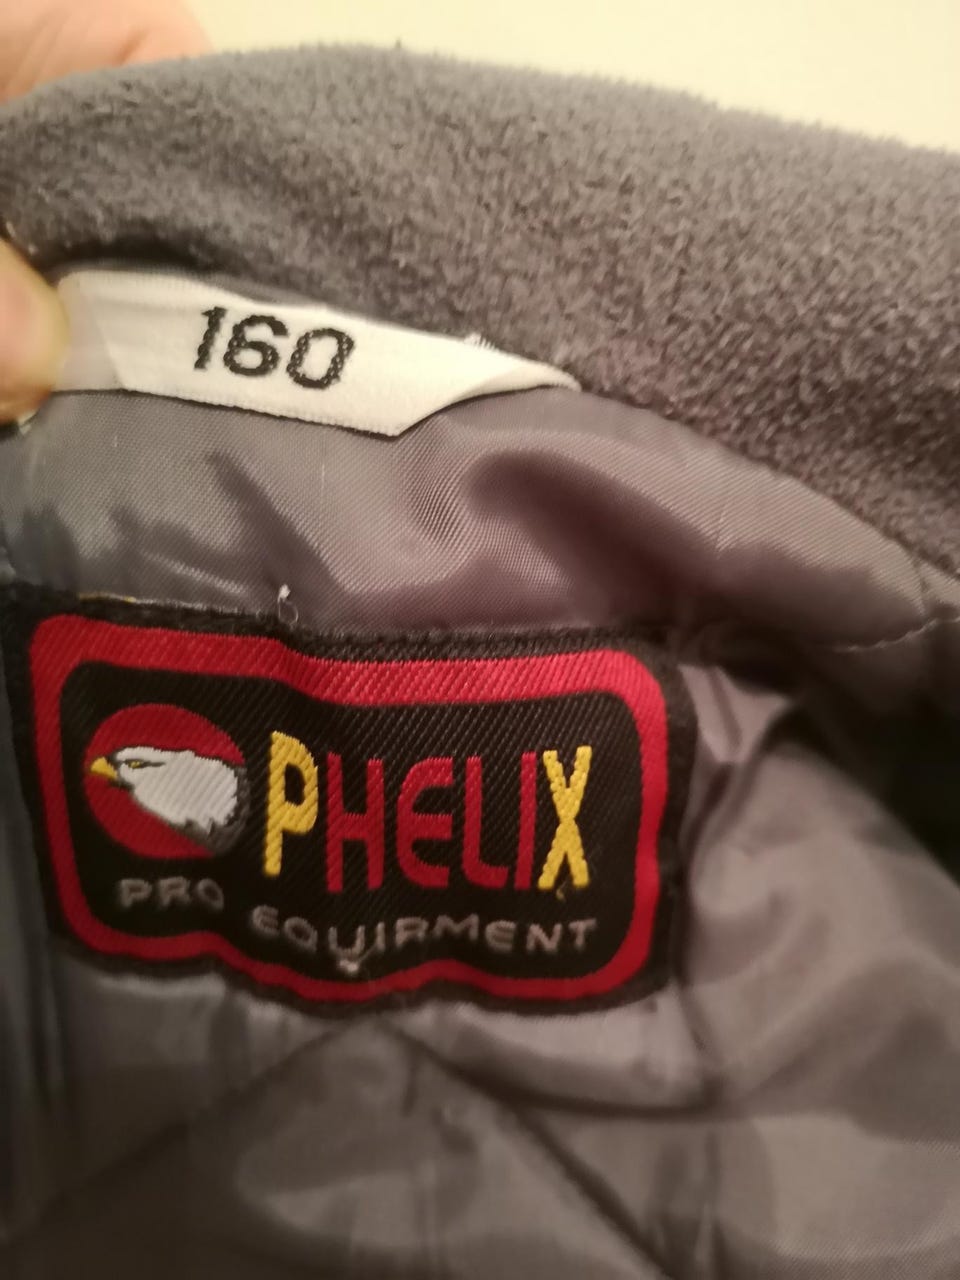 160
PHELIX
PRO EQUIPMENT